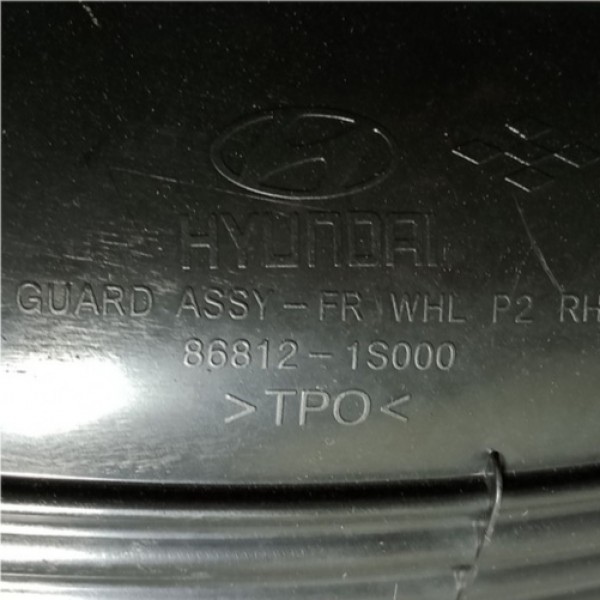 HYUNDAI
GUARD ASSY-FR WHL P2 RH
86812-1S000
>TPO<